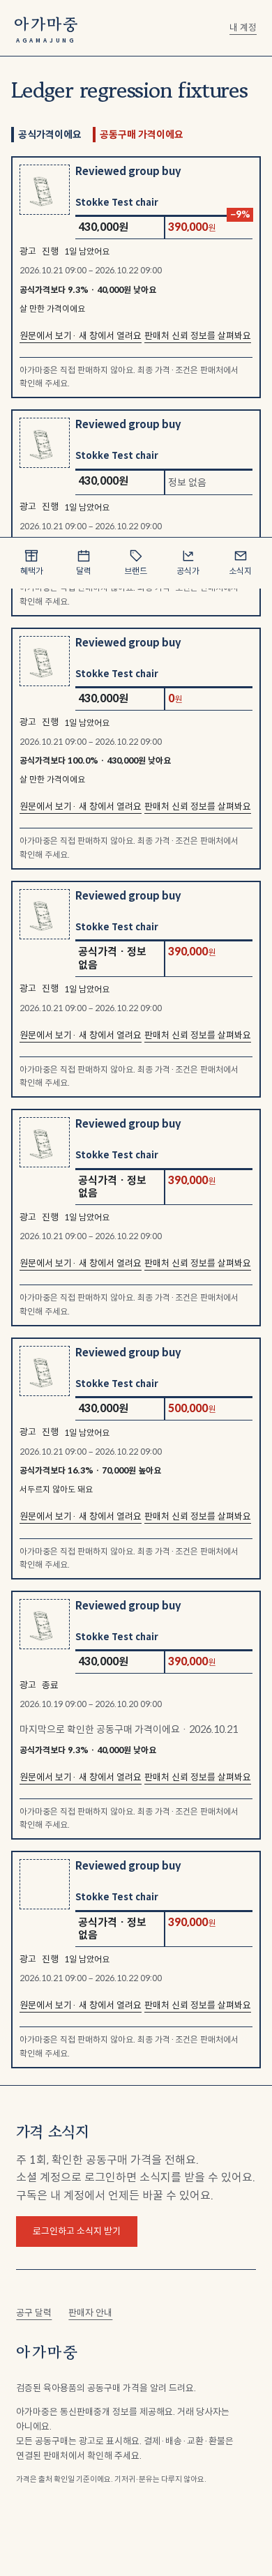 아가마중
AGAMAJUNG
내 계정
Ledger regression fixtures
공식가격이에요
공동구매 가격이에요
Reviewed group buy
Stokke Test chair
−9%
430,000원
390,000원
광고 진행 1일 남았어요
2026.10.21 09:00 – 2026.10.22 09:00
공식가격보다 9.3% · 40,000원 낮아요
살 만한 가격이에요
원문에서 보기 · 새 창에서 열려요 판매처 신뢰 정보를 살펴봐요
아가마중은 직접 판매하지 않아요. 최종 가격 · 조건은 판매처에서
확인해 주세요.
Reviewed group buy
Stokke Test chair
430,000원
정보 없음
광고 진행 1일 남았어요
2026.10.21 09:00 – 2026.10.22 09:00
혜택가
달력
브랜드
공식가
소식지
확인해 주세요.
Reviewed group buy
Stokke Test chair
430,000원
0원
광고 진행 1일 남았어요
2026.10.21 09:00 – 2026.10.22 09:00
공식가격보다 100.0% · 430,000원 낮아요
살 만한 가격이에요
원문에서 보기 · 새 창에서 열려요 판매처 신뢰 정보를 살펴봐요
아가마중은 직접 판매하지 않아요. 최종 가격 · 조건은 판매처에서
확인해 주세요.
Reviewed group buy
Stokke Test chair
공식가격 · 정보
없음
390,000원
광고 진행 1일 남았어요
2026.10.21 09:00 – 2026.10.22 09:00
원문에서 보기 · 새 창에서 열려요 판매처 신뢰 정보를 살펴봐요
아가마중은 직접 판매하지 않아요. 최종 가격 · 조건은 판매처에서
확인해 주세요.
Reviewed group buy
Stokke Test chair
공식가격 · 정보
없음
390,000원
광고 진행 1일 남았어요
2026.10.21 09:00 – 2026.10.22 09:00
원문에서 보기 · 새 창에서 열려요 판매처 신뢰 정보를 살펴봐요
아가마중은 직접 판매하지 않아요. 최종 가격 · 조건은 판매처에서
확인해 주세요.
Reviewed group buy
Stokke Test chair
430,000원
500,000원
광고 진행 1일 남았어요
2026.10.21 09:00 – 2026.10.22 09:00
공식가격보다 16.3% · 70,000원 높아요
서두르지 않아도 돼요
원문에서 보기 · 새 창에서 열려요 판매처 신뢰 정보를 살펴봐요
아가마중은 직접 판매하지 않아요. 최종 가격 · 조건은 판매처에서
확인해 주세요.
Reviewed group buy
Stokke Test chair
430,000원
390,000원
광고 종료
2026.10.19 09:00 – 2026.10.20 09:00
마지막으로 확인한 공동구매 가격이에요 · 2026.10.21
공식가격보다 9.3% · 40,000원 낮아요
원문에서 보기 · 새 창에서 열려요 판매처 신뢰 정보를 살펴봐요
아가마중은 직접 판매하지 않아요. 최종 가격 · 조건은 판매처에서
확인해 주세요.
Reviewed group buy
Stokke Test chair
공식가격 · 정보
없음
390,000원
광고 진행 1일 남았어요
2026.10.21 09:00 – 2026.10.22 09:00
원문에서 보기 · 새 창에서 열려요 판매처 신뢰 정보를 살펴봐요
아가마중은 직접 판매하지 않아요. 최종 가격 · 조건은 판매처에서
확인해 주세요.
가격 소식지
주 1회, 확인한 공동구매 가격을 전해요.
소셜 계정으로 로그인하면 소식지를 받을 수 있어요.
구독은 내 계정에서 언제든 바꿀 수 있어요.
로그인하고 소식지 받기
공구 달력
판매자 안내
아가마중
검증된 육아용품의 공동구매 가격을 알려 드려요.
아가마중은 통신판매중개 정보를 제공해요. 거래 당사자는
아니에요.
모든 공동구매는 광고로 표시해요. 결제 · 배송 · 교환 · 환불은
연결된 판매처에서 확인해 주세요.
가격은 출처 확인일 기준이에요. 기저귀·분유는 다루지 않아요.